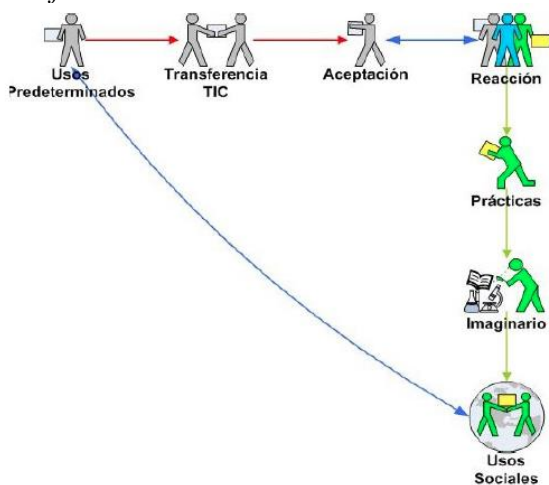 Usos
Predeterminados
Transferencia
TIC
Aceptación
Reacción
Prácticas
Imaginario
Usos
Sociales